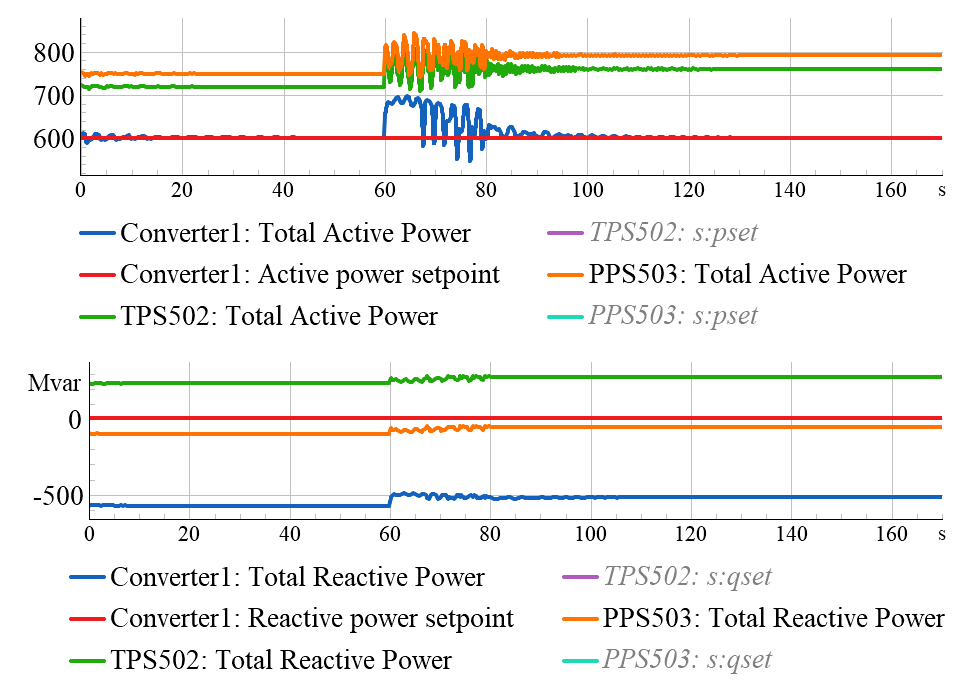 800
700
600
0 20 40 60 80 100 120 140 160 s
Converter1: Total Active Power TPS502: s:pset
Converter1: Active power setpoint PPS503: Total Active Power
TPS502: Total Active Power PPS503: s:pset
Mvar
0
-500
0 20 40 60 80 100 120 140 160 s
Converter1: Total Reactive Power TPS502: s:qset
Converter1: Reactive power setpoint PPS503: Total Reactive Power
TPS502: Total Reactive Power PPS503: s:qset